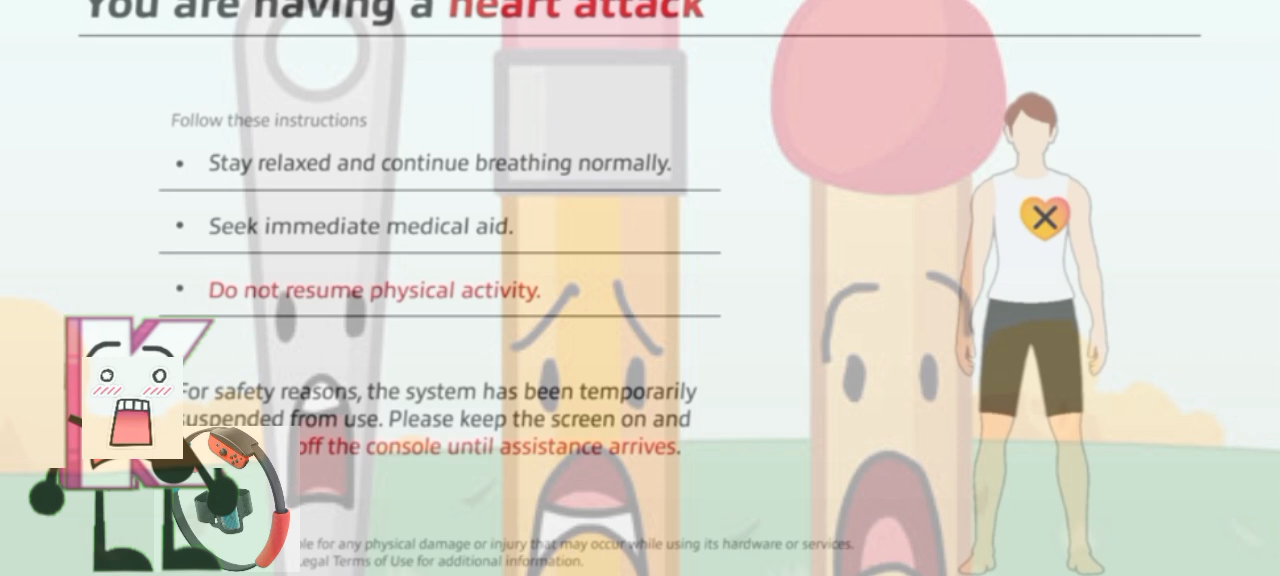 You are having a heart attack
Follow these instructions
• Stay relaxed and continue breathing normally.
• Seek immediate medical aid.
• Do not resume physical activity.
For safety reasons, the system has been temporarily
suspended from use. Please keep the screen on and
off the console until assistance arrives.
for any physical damage or injury that may occur while using its hardware or services.
Legal Terms of Use for additional information.